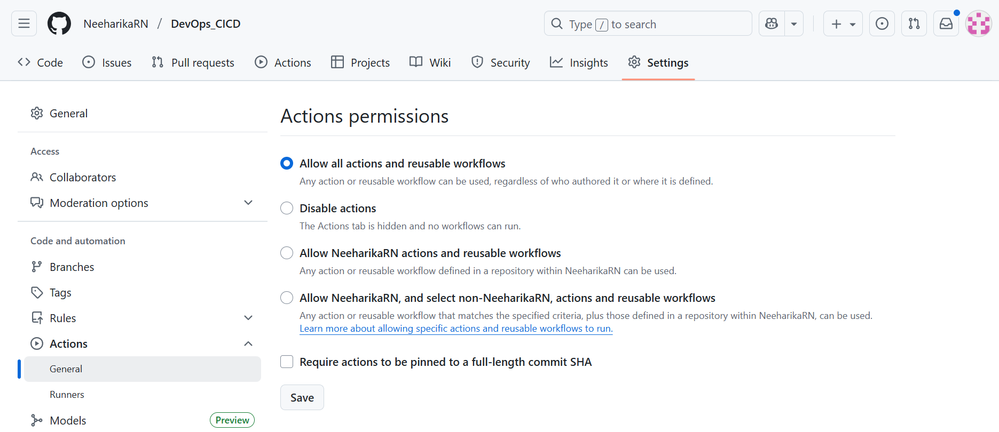 NeeharikaRN / DevOps_CICD
Type / to search
Code
Issues
Pull requests
Actions
Projects
Wiki
Security
Insights
Settings
General
Access
Collaborators
Moderation options
Code and automation
Branches
Tags
Rules
Actions
General
Runners
Models
Preview
Actions permissions
Allow all actions and reusable workflows
Any action or reusable workflow can be used, regardless of who authored it or where it is defined.
Disable actions
The Actions tab is hidden and no workflows can run.
Allow NeeharikaRN actions and reusable workflows
Any action or reusable workflow defined in a repository within NeeharikaRN can be used.
Allow NeeharikaRN, and select non-NeeharikaRN, actions and reusable workflows
Any action or reusable workflow that matches the specified criteria, plus those defined in a repository within NeeharikaRN, can be used.
Learn more about allowing specific actions and reusable workflows to run.
Require actions to be pinned to a full-length commit SHA
Save